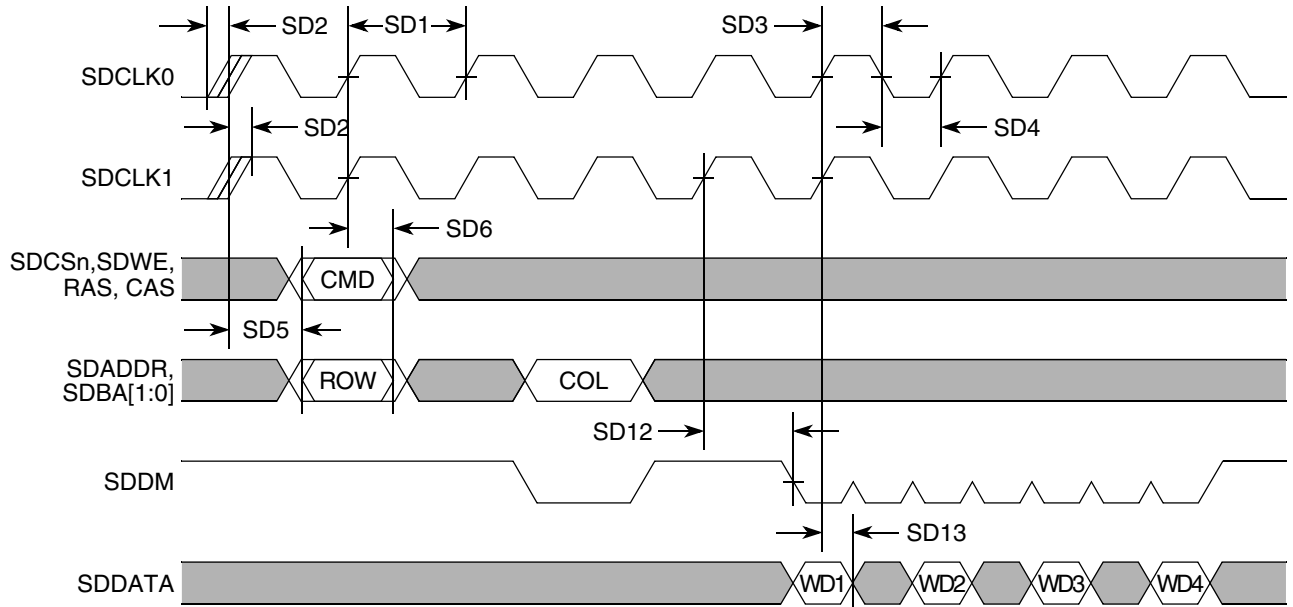 SD2
SD1
SD3
SDCLK0
SD2
SD4
SDCLK1
SD6
SDCSn,SDWE,
RAS, CAS
CMD
SD5
SDADDR,
SDBA[1:0]
ROW
COL
SD12
SDDM
SD13
SDDATA
WD1
WD2
WD3
WD4